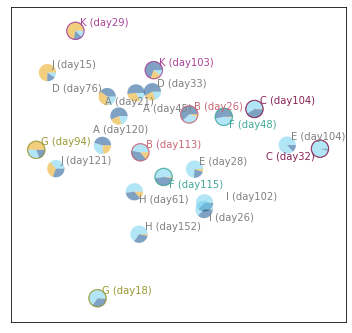 K (day29)
J (day15)
K (day103)
D (day76)
D (day33)
A (day21)
A (day45)
B (day26)
C (day104)
F (day48)
A (day120)
E (day104)
G (day94)
B (day113)
C (day32)
J (day121)
E (day28)
F (day115)
H (day61)
I (day102)
I (day26)
H (day152)
G (day18)